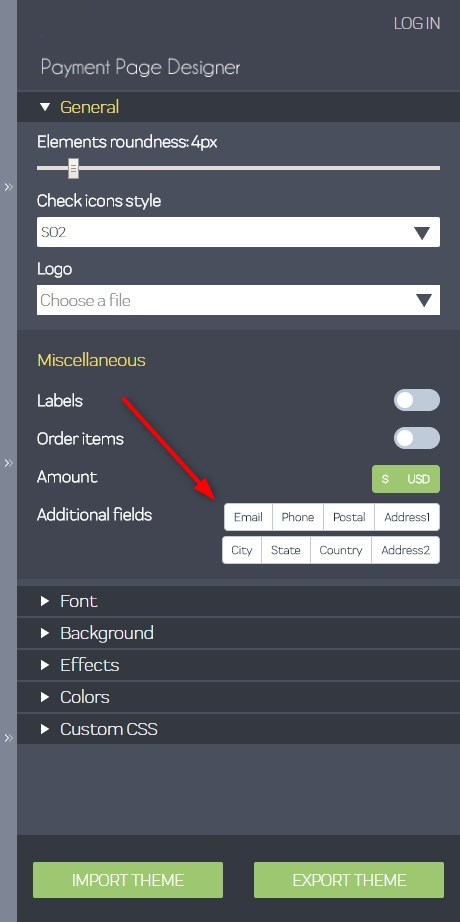 LOG IN
Payment Page Designer
General
Elements roundness: 4px
Check icons style
S02
Logo
Choose a file
Miscellaneous
Labels
Order items
Amount $ USD
Additional fields Email Phone Postal Address1
City State Country Address2
Font
Background
Effects
Colors
Custom CSS
IMPORT THEME EXPORT THEME